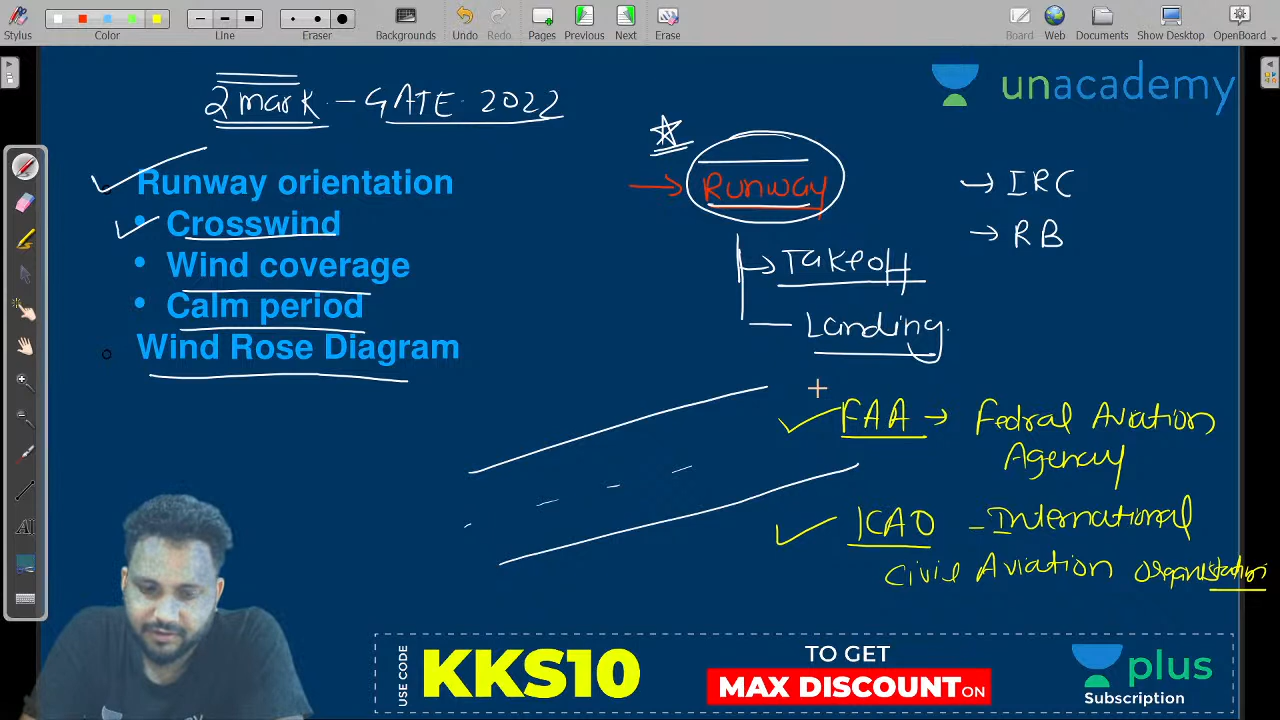 Stylus
Color
Line
Eraser
Backgrounds
Undo
Redo
Pages
Previous
Next
Erase
Board
Web
Documents
Show Desktop
OpenBoard
2 mark - GATE 2022
unacademy
Runway orientation
• Crosswind
• Wind coverage
• Calm period
Wind Rose Diagram
→ Runway
→ Takeoff
— Landing
→ IRC
→ RB
FAA → Fedral Aviation
Agency
ICAO - International
Civil Aviation Organistation
USE CODE
KKS10
TO GET
MAX DISCOUNT ON
plus
Subscription